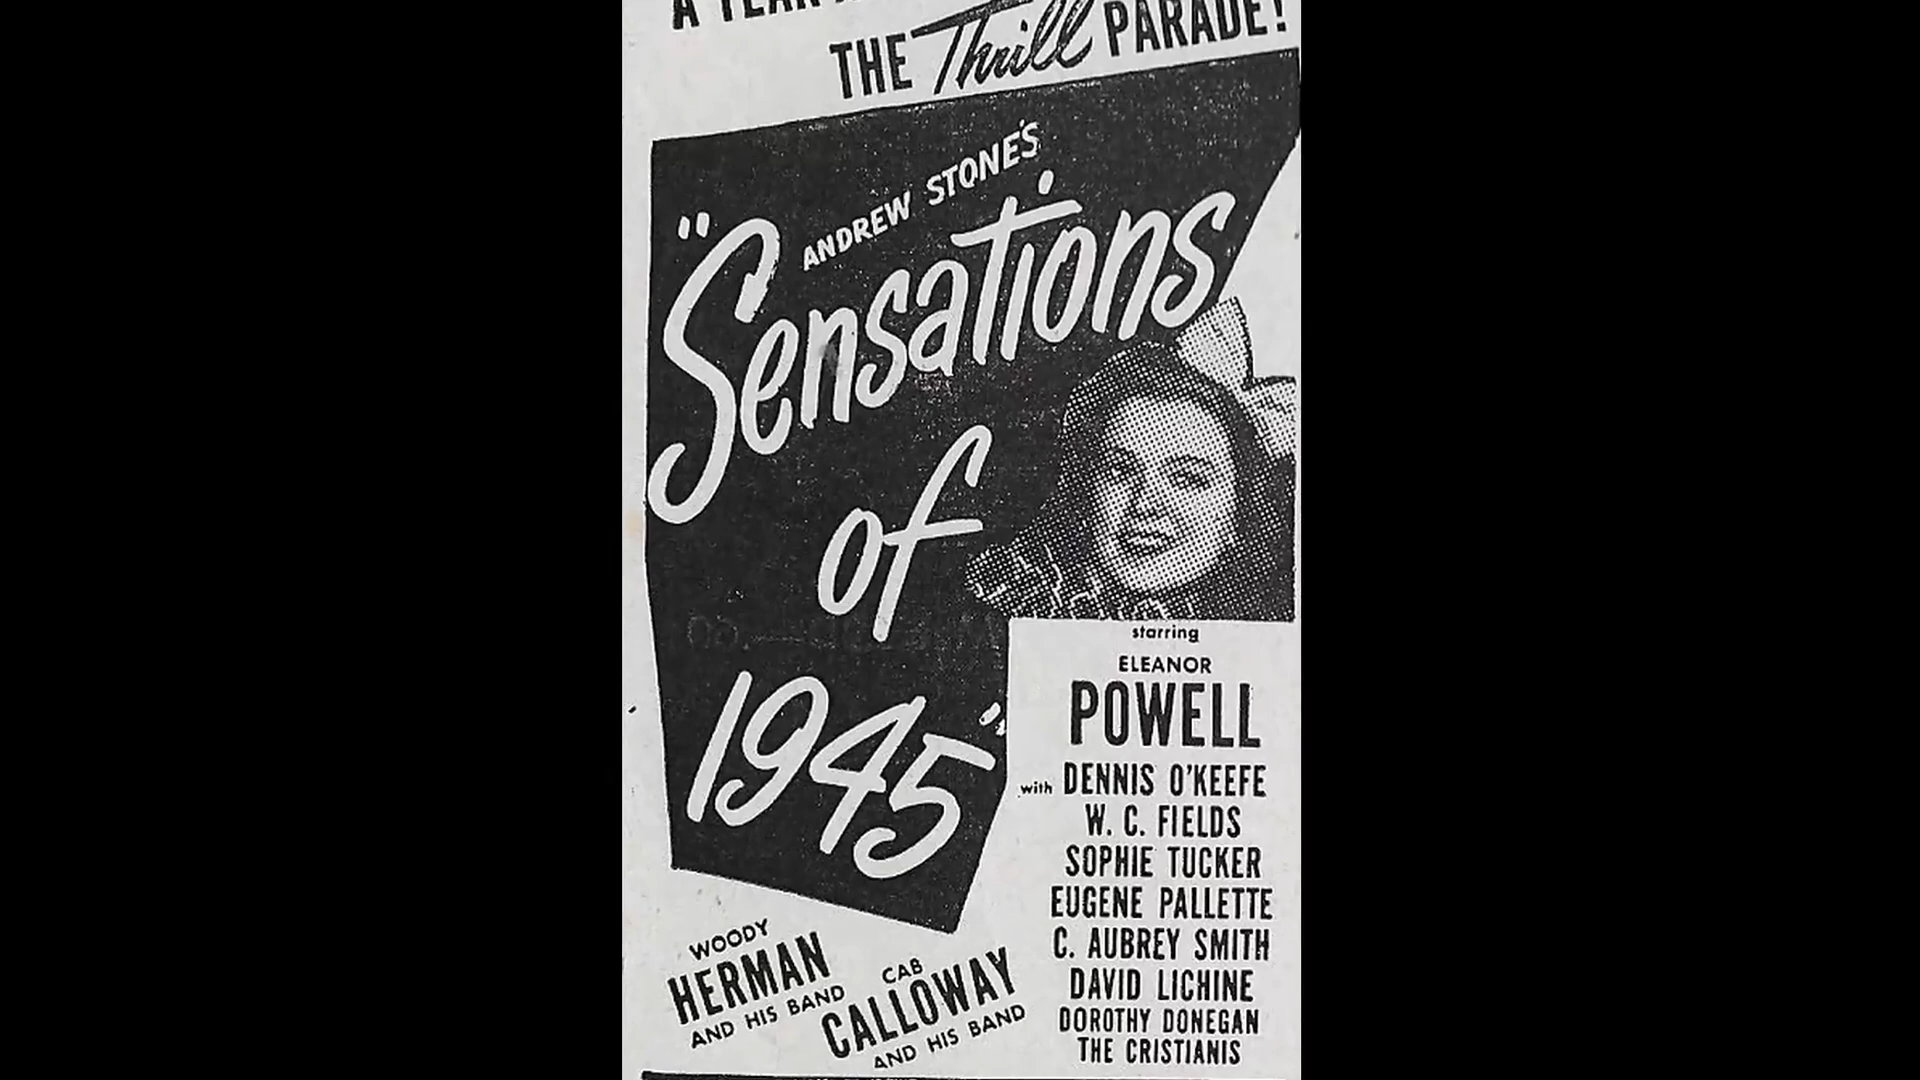 THE Thrill PARADE!
ANDREW STONE'S
"Sensations
of
1945"
starring
ELEANOR
POWELL
with DENNIS O'KEEFE
W. C. FIELDS
SOPHIE TUCKER
EUGENE PALLETTE
C. AUBREY SMITH
DAVID LICHINE
DOROTHY DONEGAN
THE CRISTIANIS
WOODY
HERMAN
AND HIS BAND
CAB
CALLOWAY
AND HIS BAND